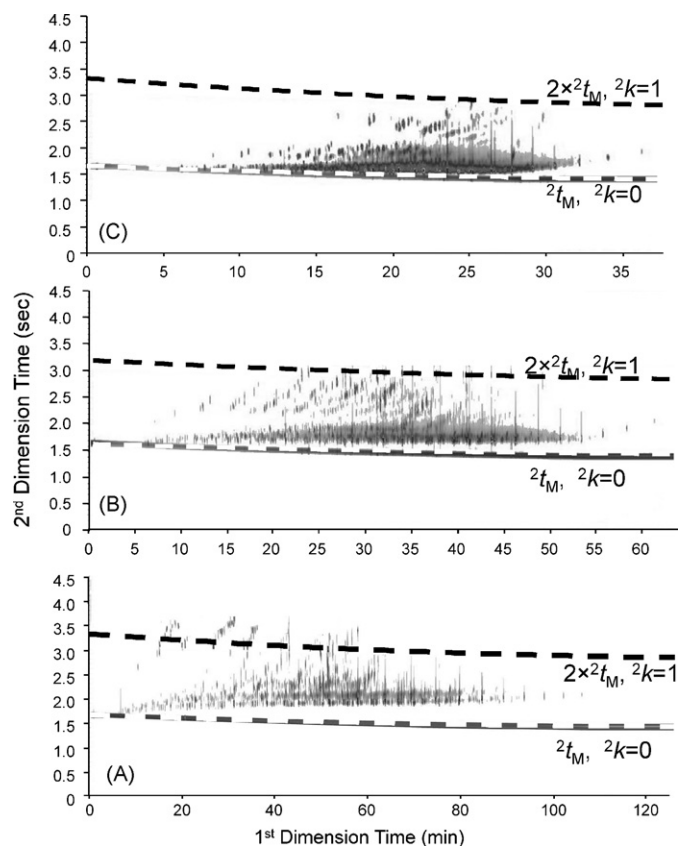 4.5
4.0
3.5
3.0
2.5
2.0
1.5
1.0
0.5
0
2×²tM, ²k=1
²tM, ²k=0
(C)
0 5 10 15 20 25 30 35
4.5
4.0
3.5
3.0
2.5
2.0
1.5
1.0
0.5
0
2×²tM, ²k=1
²tM, ²k=0
(B)
0 5 10 15 20 25 30 35 40 45 50 55 60
2nd Dimension Time (sec)
4.5
4.0
3.5
3.0
2.5
2.0
1.5
1.0
0.5
0
2×²tM, ²k=1
²tM, ²k=0
(A)
0 20 40 60 80 100 120
1st Dimension Time (min)